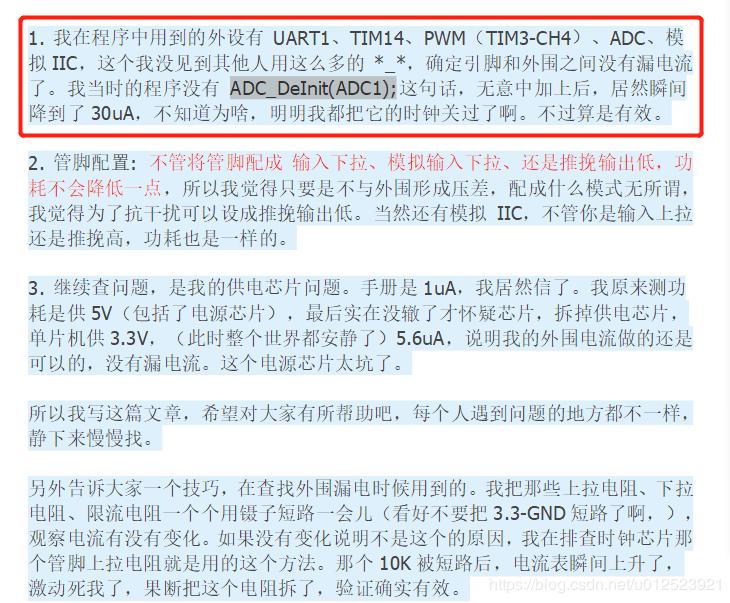 1. 我在程序中用到的外设有 UART1、TIM14、PWM（TIM3-CH4）、ADC、模
拟 IIC，这个我没见到其他人用这么多的 *_*，确定引脚和外围之间没有漏电流
了。我当时的程序没有 ADC_DeInit(ADC1);这句话，无意中加上后，居然瞬间
降到了 30uA，不知道为啥，明明我都把它的时钟关过了啊。不过算是有效。
2. 管脚配置: 不管将管脚配成 输入下拉、模拟输入下拉、还是推挽输出低，功
耗不会降低一点，所以我觉得只要是不与外围形成压差，配成什么模式无所谓，
我觉得为了抗干扰可以设成推挽输出低。当然还有模拟 IIC，不管你是输入上拉
还是推挽高，功耗也是一样的。
3. 继续查问题，是我的供电芯片问题。手册是 1uA，我居然信了。我原来测功
耗是供 5V（包括了电源芯片），最后实在没辙了才怀疑芯片，拆掉供电芯片，
单片机供 3.3V，（此时整个世界都安静了）5.6uA，说明我的外围电流做的还是
可以的，没有漏电流。这个电源芯片太坑了。
所以我写这篇文章，希望对大家有所帮助吧，每个人遇到问题的地方都不一样，
静下来慢慢找。
另外告诉大家一个技巧，在查找外围漏电时候用到的。我把那些上拉电阻、下拉
电阻、限流电阻一个个用镊子短路一会儿（看好不要把 3.3-GND 短路了啊，），
观察电流有没有变化。如果没有变化说明不是这个的原因，我在排查时钟芯片那
个管脚上拉电阻就是用的这个方法。那个 10K 被短路后，电流表瞬间上升了，
激动死我了，果断把这个电阻拆了，验证确实有效。
https://blog.csdn.net/u012523921